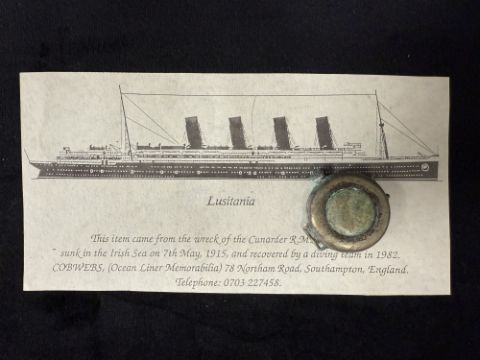 Lusitania
This item came from the wreck of the Cunarder R.M.
sunk in the Irish Sea on 7th May, 1915, and recovered by a diving team in 1982.
COBWEBS, (Ocean Liner Memorabilia) 78 Northam Road, Southampton, England.
Telephone: 0703 227458.